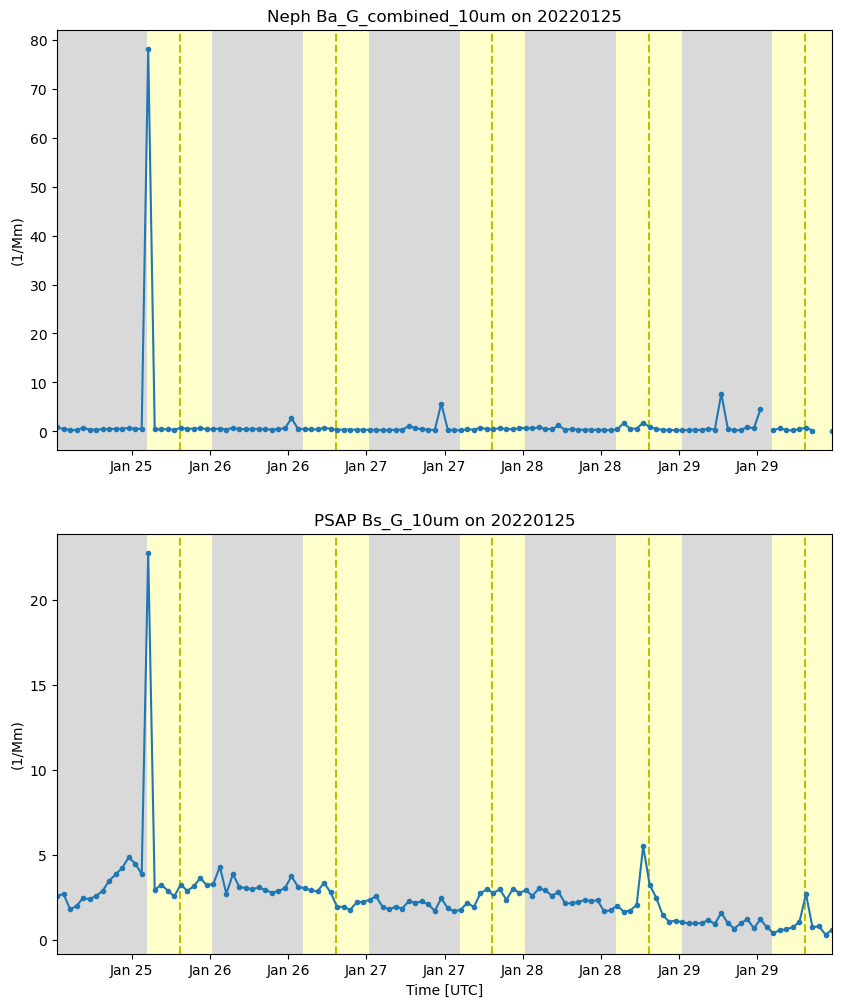 Neph Ba_G_combined_10um on 20220125
80
70
60
50
40
30
20
10
0
(1/Mm)
Jan 25 Jan 26 Jan 26 Jan 27 Jan 27 Jan 28 Jan 28 Jan 29 Jan 29
PSAP Bs_G_10um on 20220125
20
15
10
5
0
(1/Mm)
Jan 25 Jan 26 Jan 26 Jan 27 Jan 27 Jan 28 Jan 28 Jan 29 Jan 29
Time [UTC]